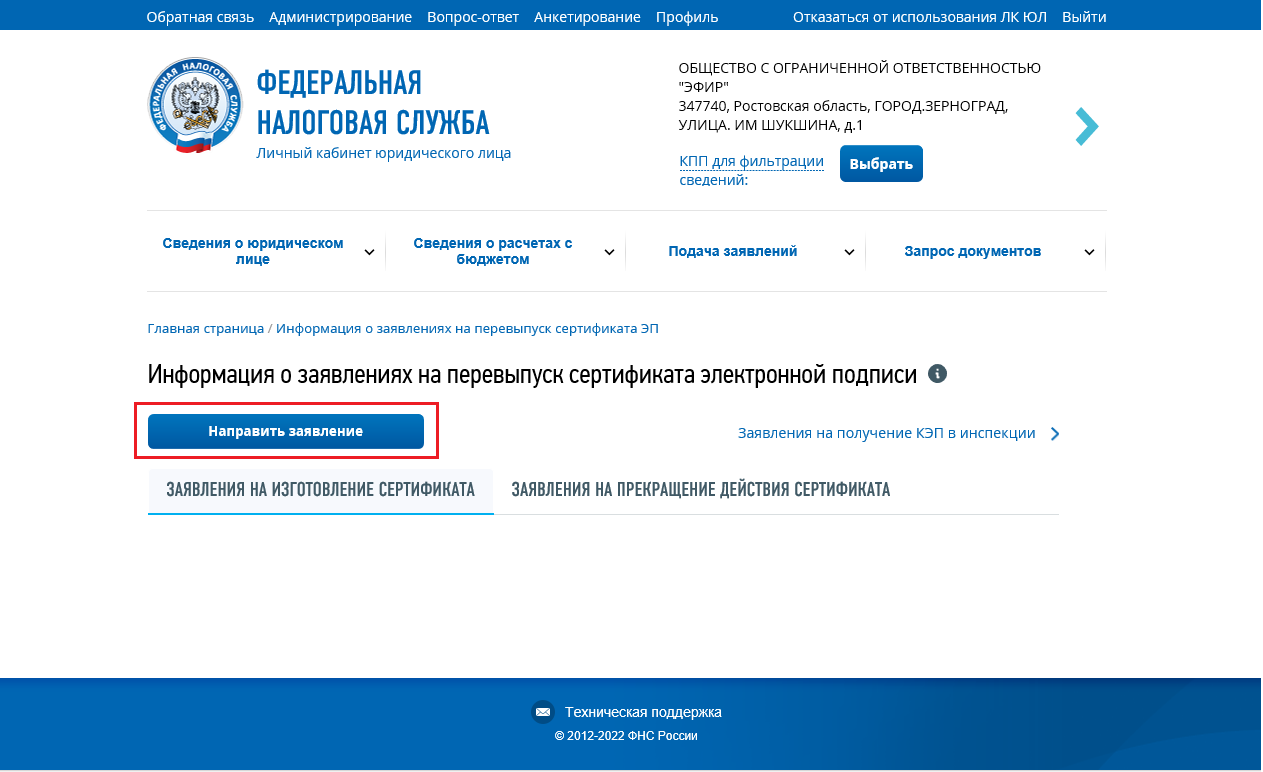 Обратная связь Администрирование Вопрос-ответ Анкетирование Профиль Отказаться от использования ЛК ЮЛ Выйти
ФЕДЕРАЛЬНАЯ НАЛОГОВАЯ СЛУЖБА
ФЕДЕРАЛЬНАЯ
НАЛОГОВАЯ СЛУЖБА
Личный кабинет юридического лица
ОБЩЕСТВО С ОГРАНИЧЕННОЙ ОТВЕТСТВЕННОСТЬЮ
"ЭФИР"
347740, Ростовская область, ГОРОД.ЗЕРНОГРАД,
УЛИЦА. ИМ ШУКШИНА, д.1
КПП для фильтрации
сведений:
Выбрать
Сведения о юридическом
лице
Сведения о расчетах с
бюджетом
Подача заявлений
Запрос документов
Главная страница / Информация о заявлениях на перевыпуск сертификата ЭП
Информация о заявлениях на перевыпуск сертификата электронной подписи
Направить заявление
Заявления на получение КЭП в инспекции
ЗАЯВЛЕНИЯ НА ИЗГОТОВЛЕНИЕ СЕРТИФИКАТА
ЗАЯВЛЕНИЯ НА ПРЕКРАЩЕНИЕ ДЕЙСТВИЯ СЕРТИФИКАТА
Техническая поддержка
© 2012-2022 ФНС России